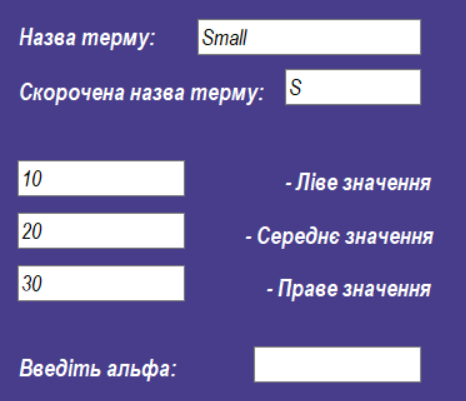 Назва терму: Small
Скорочена назва терму: S
10 - Ліве значення
20 - Середнє значення
30 - Праве значення
Введіть альфа: